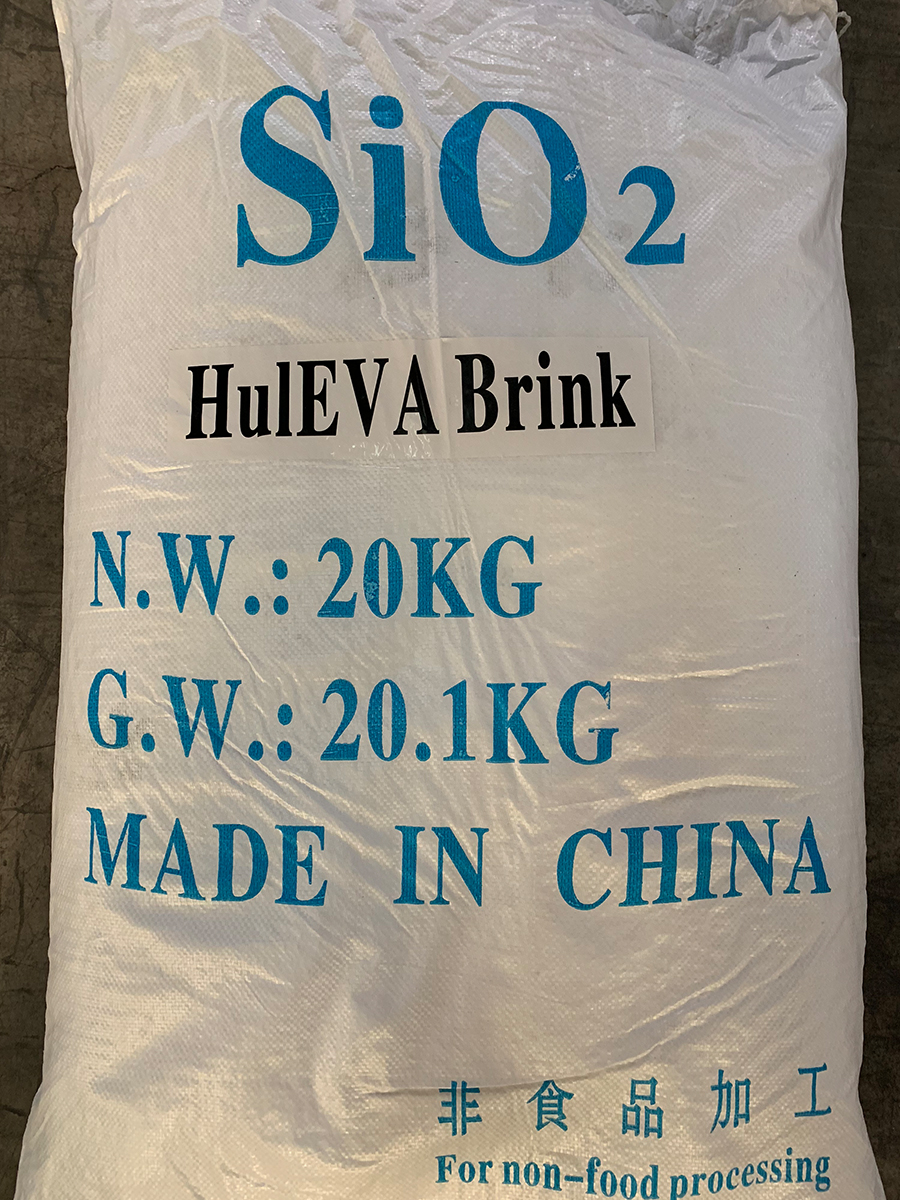 SiO2
HulEVA Brink
N.W.: 20KG
G.W.: 20.1KG
MADE IN CHINA
非食品加工
For non-food processing